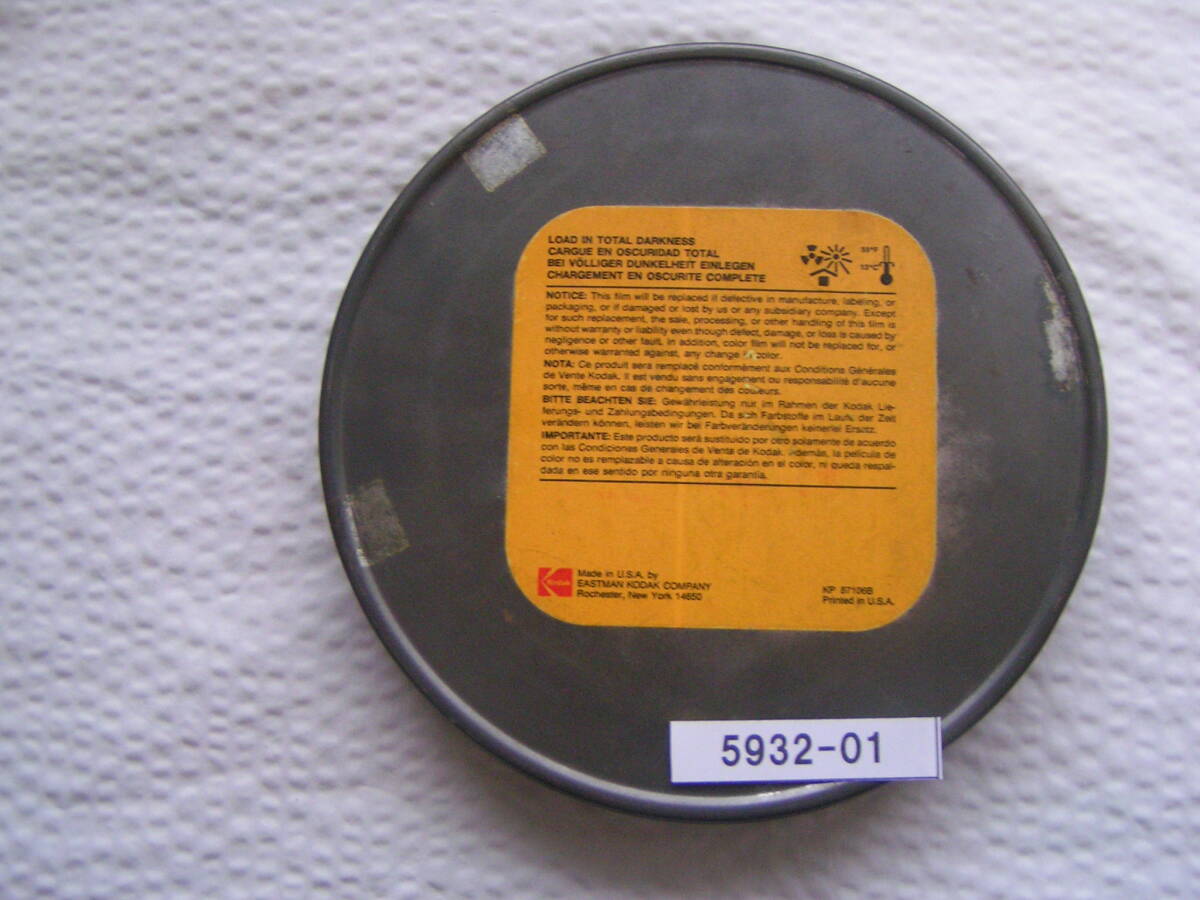 LOAD IN TOTAL DARKNESS
CARGUE EN OSCURIDAD TOTAL
BEI VÖLLIGER DUNKELHEIT EINLEGEN
CHARGEMENT EN OSCURITE COMPLETE
55°F
13°C
NOTICE: This film will be replaced if defective in manufacture, labeling, or
packaging, or if damaged or lost by us or any subsidiary company. Except
for such replacement, the sale, processing, or other handling of this film is
without warranty or liability even though defect, damage, or loss is caused by
negligence or other fault. In addition, color film will not be replaced for, or
otherwise warranted against, any change in color.
NOTA: Ce produit sera remplacé conformément aux Conditions Générales
de Vente Kodak. Il est vendu sans engagement ou responsabilité d'aucune
sorte, même en cas de changement des couleurs.
BITTE BEACHTEN SIE: Gewährleistung nur im Rahmen der Kodak Lie-
ferungs- und Zahlungsbedingungen. Da sich Farbstoffe im Laufe der Zeit
verändern können, leisten wir bei Farbveränderungen keinerlei Ersatz.
IMPORTANTE: Este producto será sustituido por otro solamente de acuerdo
con las Condiciones Generales de Venta de Kodak. Además, la película de
color no es remplazable a causa de alteración en el color, ni queda respal-
dada en ese sentido por ninguna otra garantía.
Kodak
Made in U.S.A. by
EASTMAN KODAK COMPANY
Rochester, New York 14650
KP 87106B
Printed in U.S.A.
5932-01